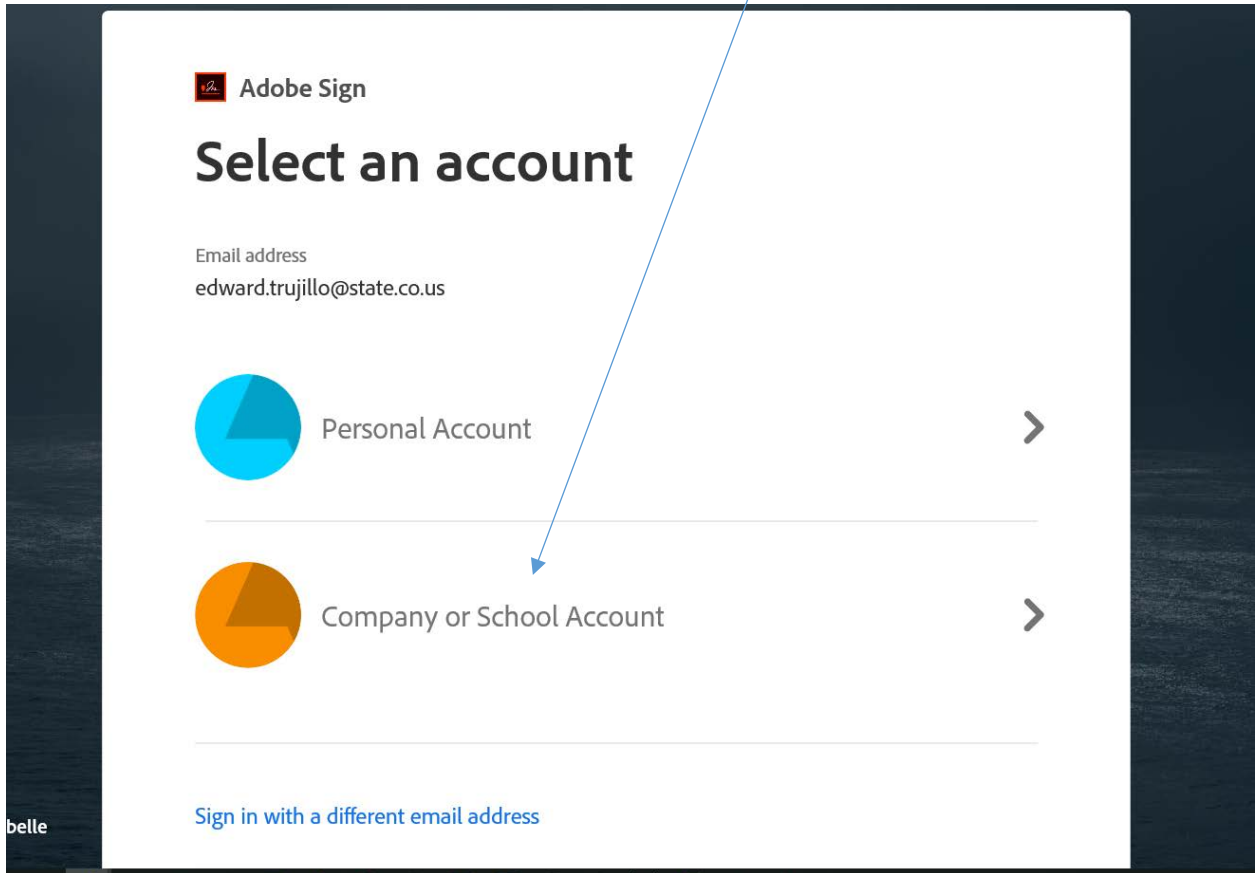 Adobe Sign
Select an account
Email address
edward.trujillo@state.co.us
Personal Account
Company or School Account
Sign in with a different email address
belle